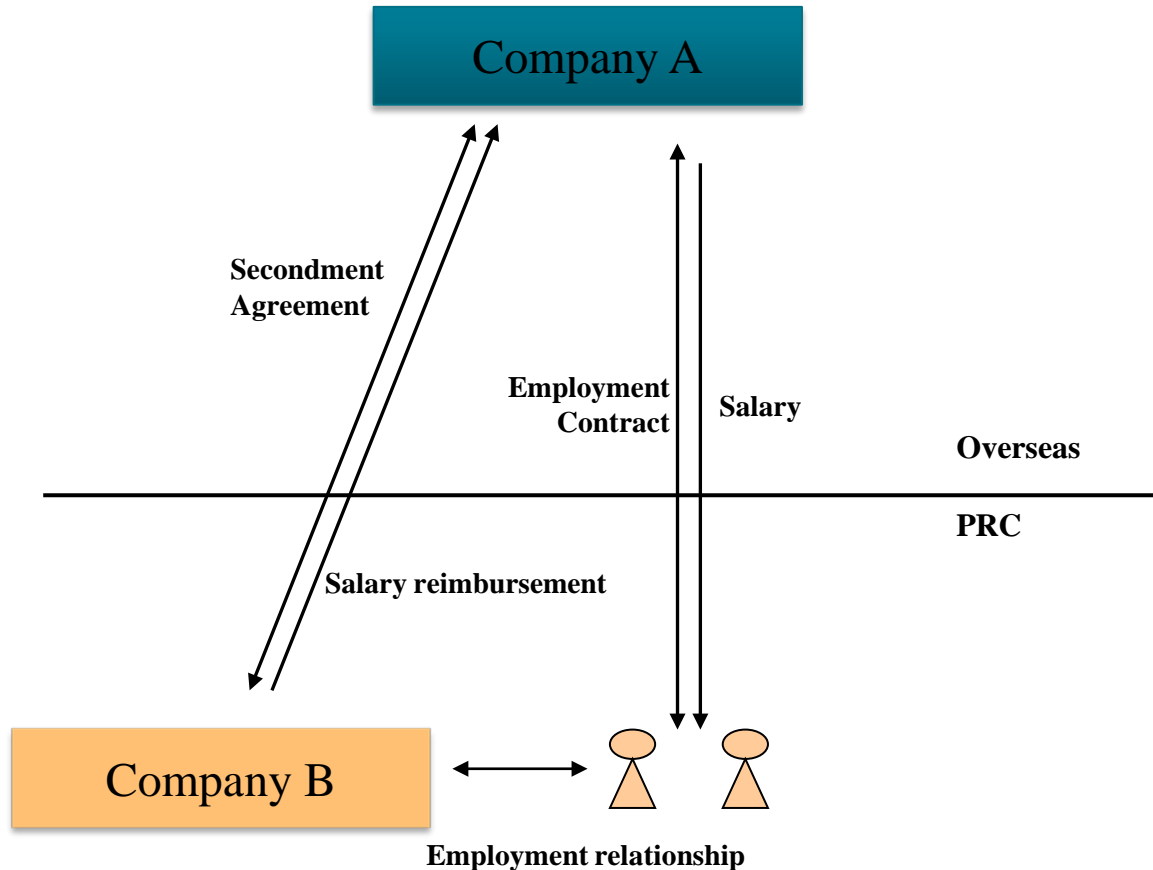 Company A
Secondment
Agreement
Employment
Contract
Salary
Overseas
PRC
Salary reimbursement
Company B
Employment relationship